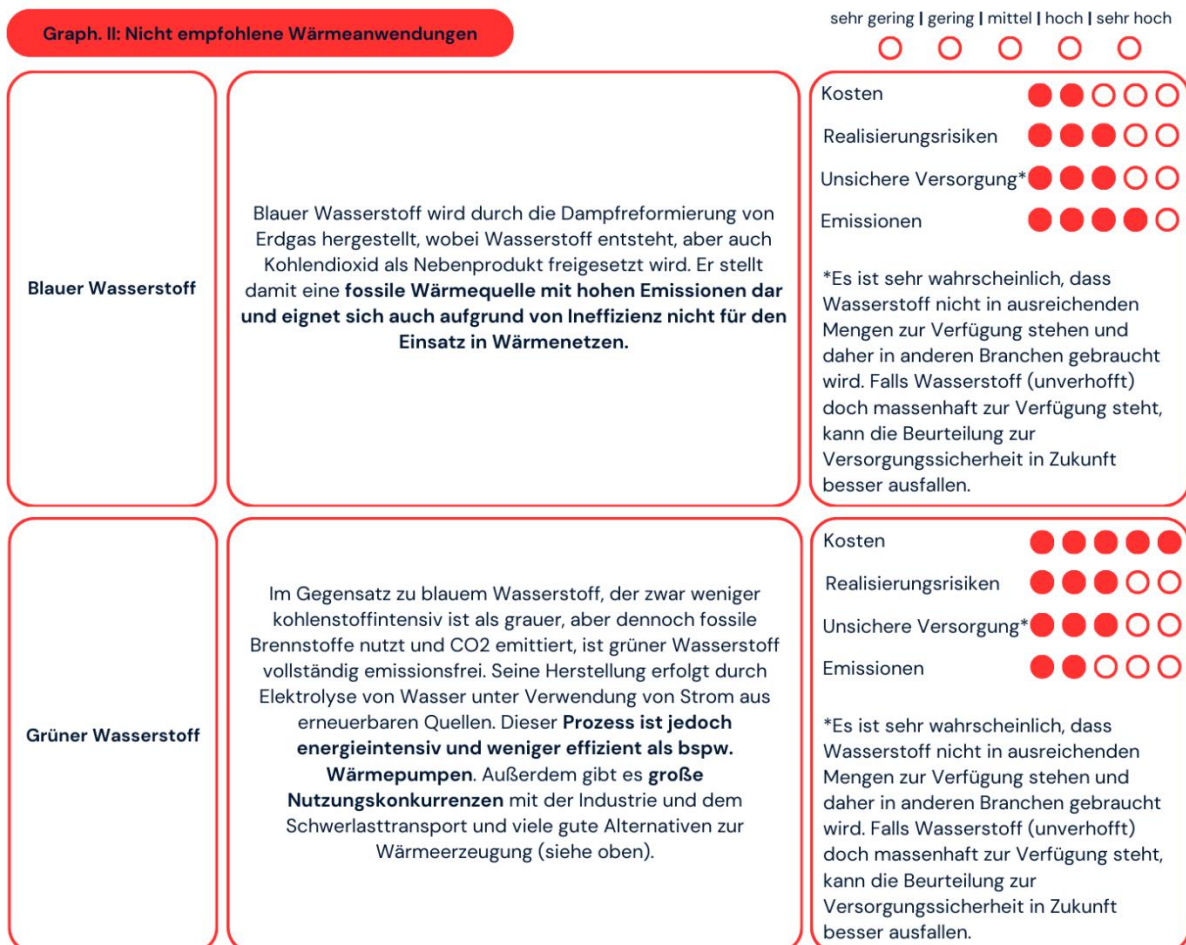 Graph. II: Nicht empfohlene Wärmeanwendungen
sehr gering | gering | mittel | hoch | sehr hoch
Blauer Wasserstoff
Blauer Wasserstoff wird durch die Dampfreformierung von
Erdgas hergestellt, wobei Wasserstoff entsteht, aber auch
Kohlendioxid als Nebenprodukt freigesetzt wird. Er stellt
damit eine fossile Wärmequelle mit hohen Emissionen dar
und eignet sich auch aufgrund von Ineffizienz nicht für den
Einsatz in Wärmenetzen.
Kosten
Realisierungsrisiken
Unsichere Versorgung*
Emissionen
*Es ist sehr wahrscheinlich, dass
Wasserstoff nicht in ausreichenden
Mengen zur Verfügung stehen und
daher in anderen Branchen gebraucht
wird. Falls Wasserstoff (unverhofft)
doch massenhaft zur Verfügung steht,
kann die Beurteilung zur
Versorgungssicherheit in Zukunft
besser ausfallen.
Grüner Wasserstoff
Im Gegensatz zu blauem Wasserstoff, der zwar weniger
kohlenstoffintensiv ist als grauer, aber dennoch fossile
Brennstoffe nutzt und CO2 emittiert, ist grüner Wasserstoff
vollständig emissionsfrei. Seine Herstellung erfolgt durch
Elektrolyse von Wasser unter Verwendung von Strom aus
erneuerbaren Quellen. Dieser Prozess ist jedoch
energieintensiv und weniger effizient als bspw.
Wärmepumpen. Außerdem gibt es große
Nutzungskonkurrenzen mit der Industrie und dem
Schwerlasttransport und viele gute Alternativen zur
Wärmeerzeugung (siehe oben).
Kosten
Realisierungsrisiken
Unsichere Versorgung*
Emissionen
*Es ist sehr wahrscheinlich, dass
Wasserstoff nicht in ausreichenden
Mengen zur Verfügung stehen und
daher in anderen Branchen gebraucht
wird. Falls Wasserstoff (unverhofft)
doch massenhaft zur Verfügung steht,
kann die Beurteilung zur
Versorgungssicherheit in Zukunft
besser ausfallen.